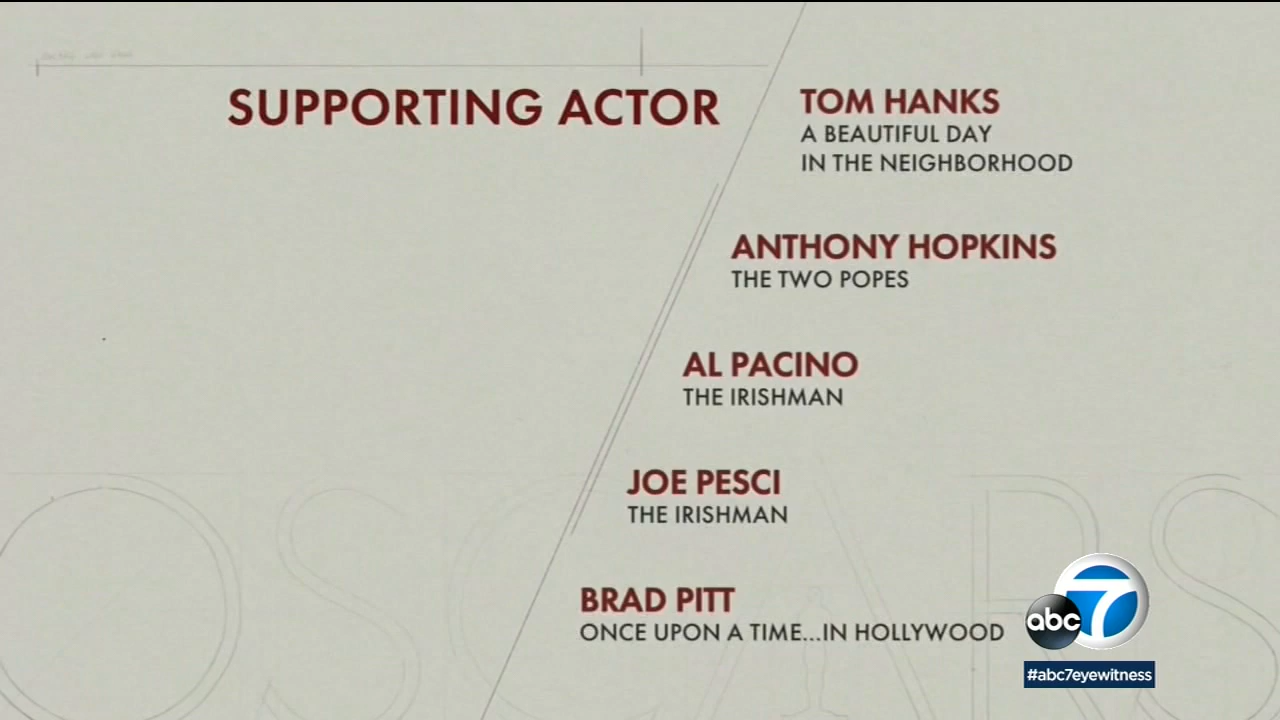 SUPPORTING ACTOR
TOM HANKS
A BEAUTIFUL DAY
IN THE NEIGHBORHOOD
ANTHONY HOPKINS
THE TWO POPES
AL PACINO
THE IRISHMAN
JOE PESCI
THE IRISHMAN
BRAD PITT
ONCE UPON A TIME...IN HOLLYWOOD
OSCARS
abc 7
#abc7eyewitness